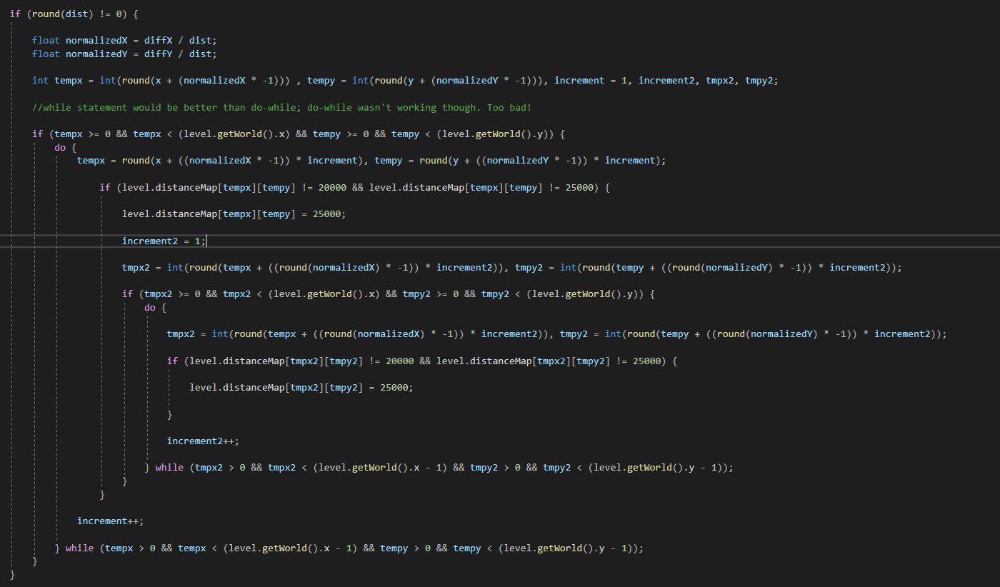 if (round(dist) != 0) {
float normalizedX = diffX / dist;
float normalizedY = diffY / dist;
int tempx = int(round(x + (normalizedX * -1))) , tempy = int(round(y + (normalizedY * -1))), increment = 1, increment2, tmpx2, tmpy2;
//while statement would be better than do-while; do-while wasn't working though. Too bad!
if (tempx >= 0 && tempx < (level.getWorld().x) && tempy >= 0 && tempy < (level.getWorld().y)) {
do {
tempx = round(x + ((normalizedX * -1)) * increment), tempy = round(y + ((normalizedY * -1)) * increment);
if (level.distanceMap[tempx][tempy] != 20000 && level.distanceMap[tempx][tempy] != 25000) {
level.distanceMap[tempx][tempy] = 25000;
increment2 = 1;
tmpx2 = int(round(tempx + ((round(normalizedX) * -1)) * increment2)), tmpy2 = int(round(tempy + ((round(normalizedY) * -1)) * increment2));
if (tmpx2 >= 0 && tmpx2 < (level.getWorld().x) && tmpy2 >= 0 && tmpy2 < (level.getWorld().y)) {
do {
tmpx2 = int(round(tempx + ((round(normalizedX) * -1)) * increment2)), tmpy2 = int(round(tempy + ((round(normalizedY) * -1)) * increment2));
if (level.distanceMap[tmpx2][tmpy2] != 20000 && level.distanceMap[tmpx2][tmpy2] != 25000) {
level.distanceMap[tmpx2][tmpy2] = 25000;
}
increment2++;
} while (tmpx2 > 0 && tmpx2 < (level.getWorld().x - 1) && tmpy2 > 0 && tmpy2 < (level.getWorld().y - 1));
}
}
increment++;
} while (tempx > 0 && tempx < (level.getWorld().x - 1) && tempy > 0 && tempy < (level.getWorld().y - 1));
}
}